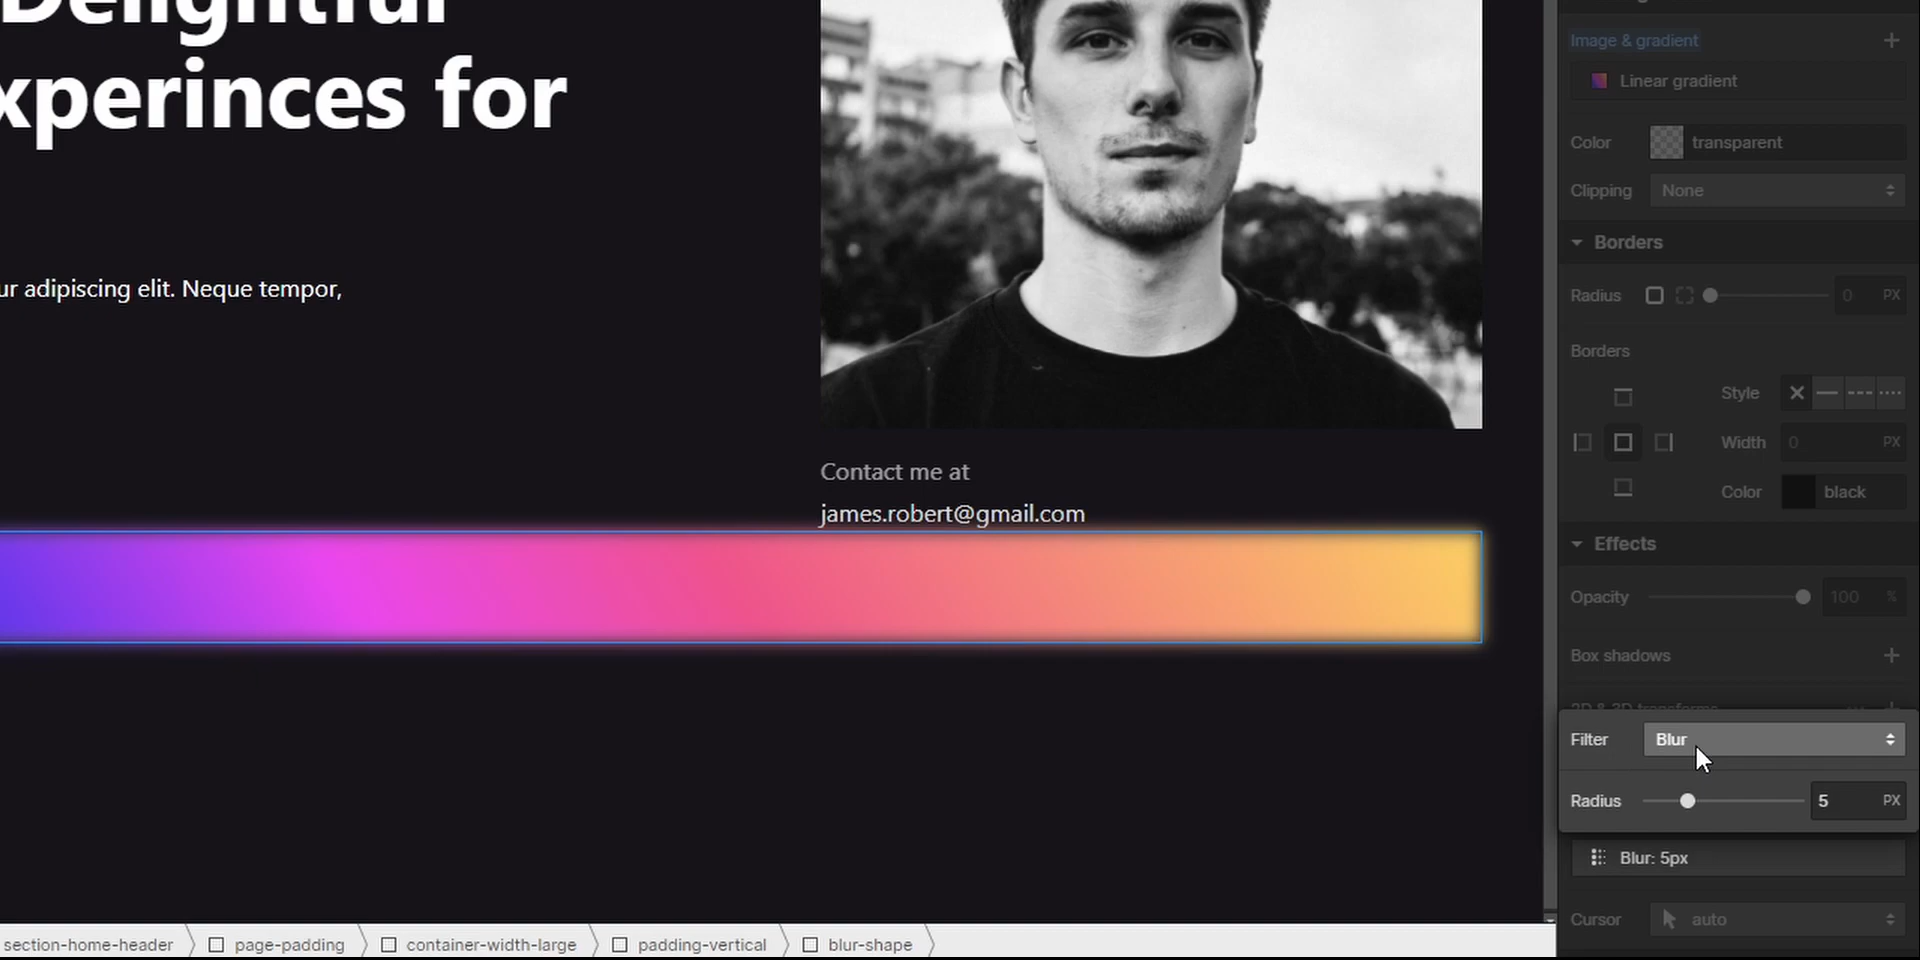 Delightful
xperinces for
ur adipiscing elit. Neque tempor,
Contact me at
james.robert@gmail.com
section-home-header
page-padding
container-width-large
padding-vertical
blur-shape
Image & gradient
Linear gradient
Color transparent
Clipping None
Borders
Radius 0 PX
Borders
Style
Width 0 PX
Color black
Effects
Opacity 100 %
Box shadows
2D & 3D transforms
Filter Blur
Radius 5 PX
Blur: 5px
Cursor auto